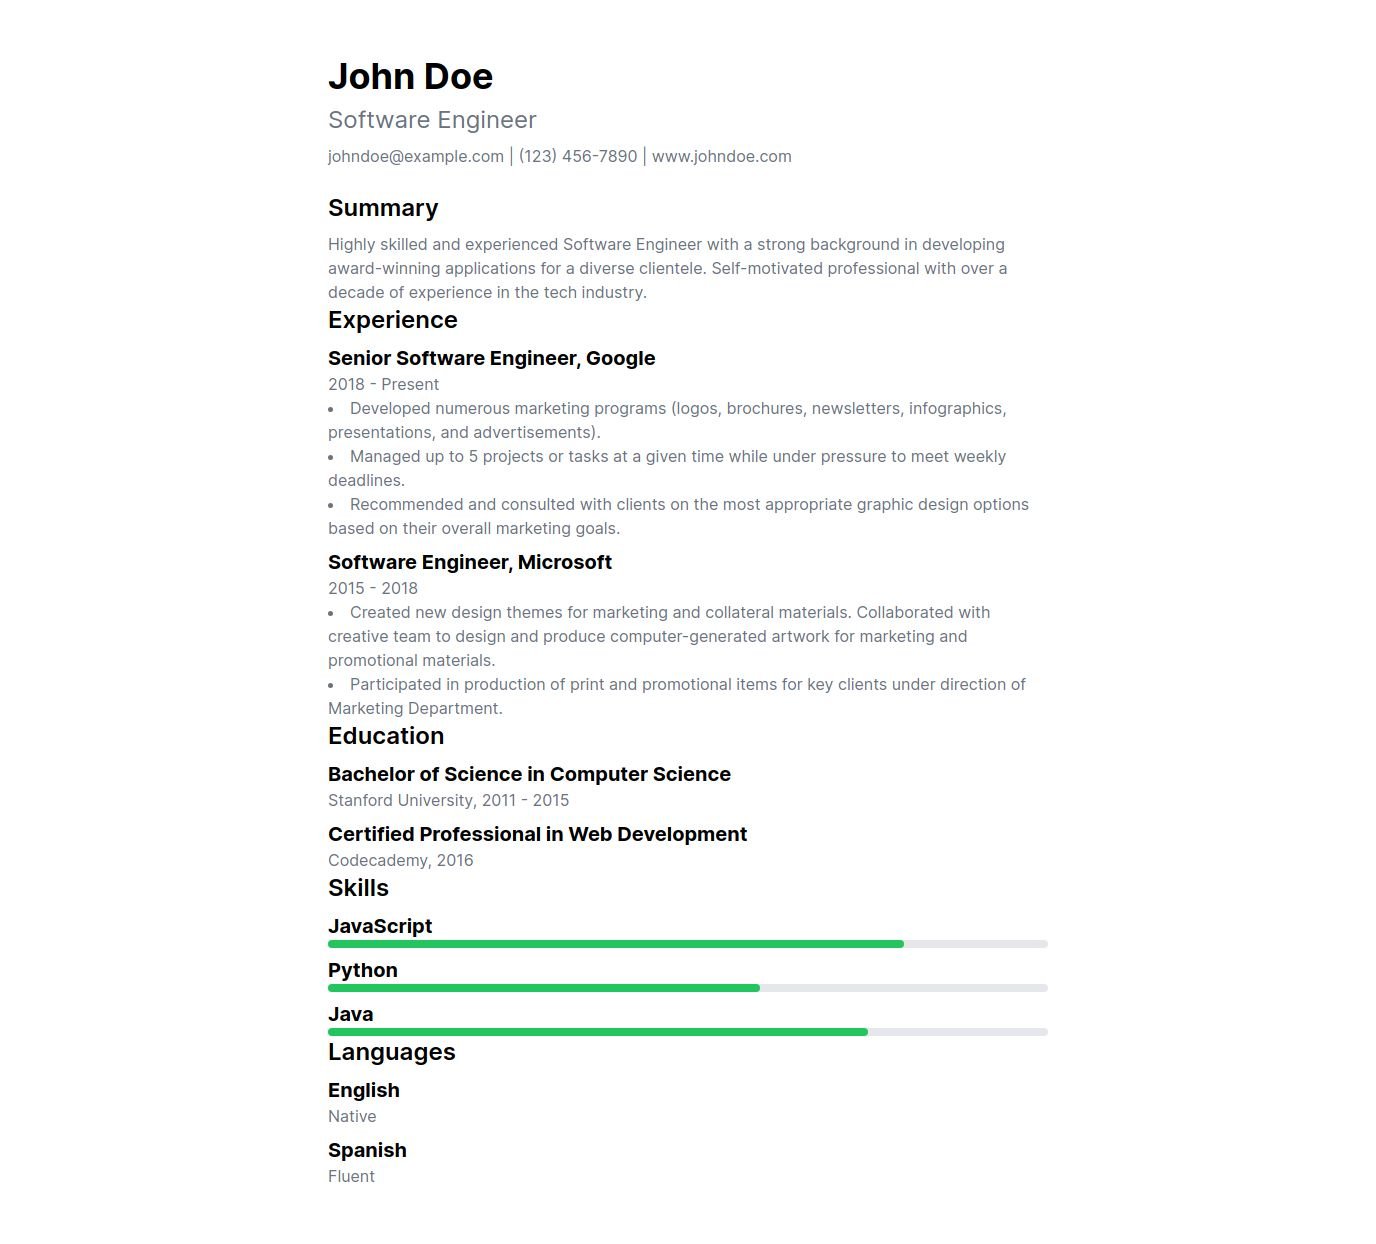 John Doe
Software Engineer
johndoe@example.com | (123) 456-7890 | www.johndoe.com
Summary
Highly skilled and experienced Software Engineer with a strong background in developing
award-winning applications for a diverse clientele. Self-motivated professional with over a
decade of experience in the tech industry.
Experience
Senior Software Engineer, Google
2018 - Present
• Developed numerous marketing programs (logos, brochures, newsletters, infographics,
presentations, and advertisements).
• Managed up to 5 projects or tasks at a given time while under pressure to meet weekly
deadlines.
• Recommended and consulted with clients on the most appropriate graphic design options
based on their overall marketing goals.
Software Engineer, Microsoft
2015 - 2018
• Created new design themes for marketing and collateral materials. Collaborated with
creative team to design and produce computer-generated artwork for marketing and
promotional materials.
• Participated in production of print and promotional items for key clients under direction of
Marketing Department.
Education
Bachelor of Science in Computer Science
Stanford University, 2011 - 2015
Certified Professional in Web Development
Codecademy, 2016
Skills
JavaScript
Python
Java
Languages
English
Native
Spanish
Fluent